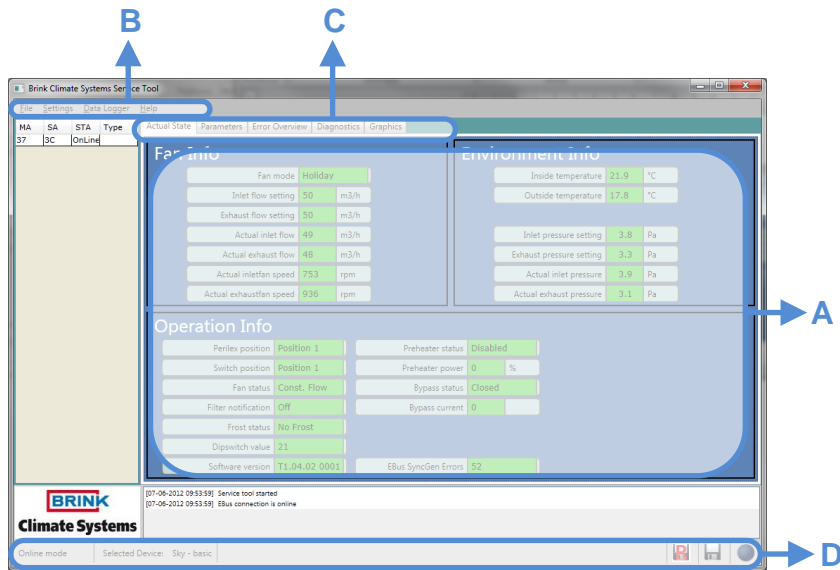 B
C
Brink Climate Systems Service Tool
File Settings Data Logger Help
MA SA STA Type
37 3C OnLine
Actual State Parameters Error Overview Diagnostics Graphics
Fan Info
Fan mode Holiday
Inlet flow setting 50 m3/h
Exhaust flow setting 50 m3/h
Actual inlet flow 49 m3/h
Actual exhaust flow 48 m3/h
Actual inletfan speed 753 rpm
Actual exhaustfan speed 936 rpm
Environment Info
Inside temperature 21.9 °C
Outside temperature 17.8 °C
Inlet pressure setting 3.8 Pa
Exhaust pressure setting 3.3 Pa
Actual inlet pressure 3.9 Pa
Actual exhaust pressure 3.1 Pa
A
Operation Info
Perilex position Position 1
Switch position Position 1
Fan status Const. Flow
Filter notification Off
Frost status No Frost
Dipswitch value 21
Software version T1.04.02 0001
Preheater status Disabled
Preheater power 0 %
Bypass status Closed
Bypass current 0
EBus SyncGen Errors 52
BRINK
Climate Systems
[07-06-2012 09:53:59] Service tool started
[07-06-2012 09:53:59] EBus connection is online
Online mode Selected Device: Sky - basic
R
D